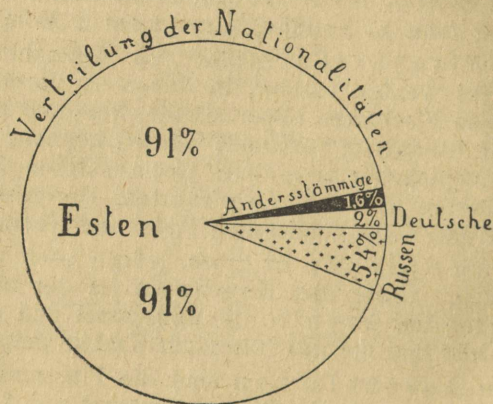 Verteilung der Nationalitäten.
91%
Andersstämmige
1,6%
Esten
2%
Deutsche
5,4%
Russen
91%